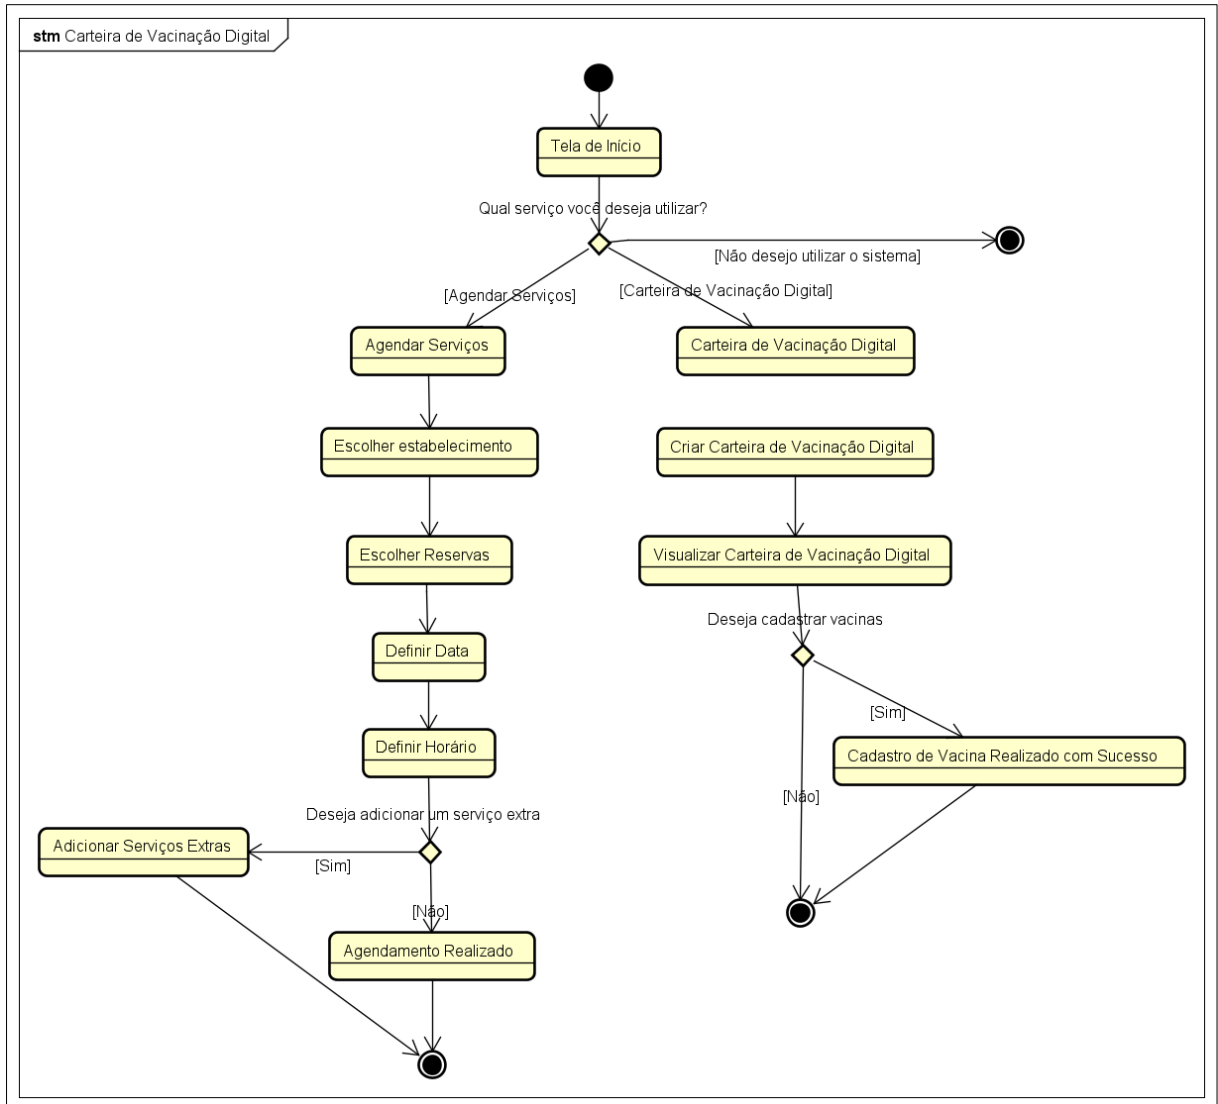 stm Carteira de Vacinação Digital
Tela de Início
Qual serviço você deseja utilizar?
[Não desejo utilizar o sistema]
[Agendar Serviços]
[Carteira de Vacinação Digital]
Agendar Serviços
Carteira de Vacinação Digital
Escolher estabelecimento
Criar Carteira de Vacinação Digital
Escolher Reservas
Visualizar Carteira de Vacinação Digital
Deseja cadastrar vacinas
Definir Data
[Sim]
Definir Horário
Cadastro de Vacina Realizado com Sucesso
[Não]
Deseja adicionar um serviço extra
Adicionar Serviços Extras
[Sim]
[Não]
Agendamento Realizado